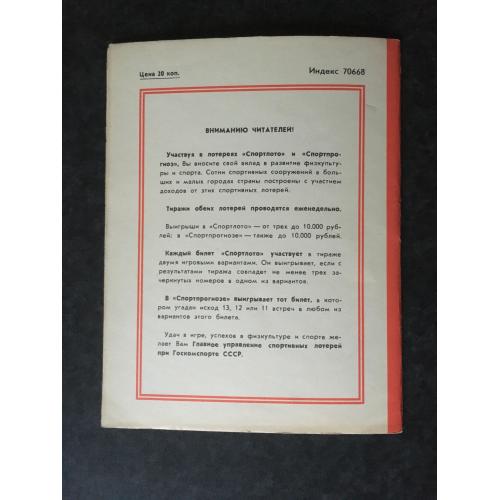 Цена 20 коп.
Индекс 70668
ВНИМАНИЮ ЧИТАТЕЛЕЙ!
Участвуя в лотереях «Спортлото» и «Спортпро-
гноз», Вы вносите свой вклад в развитие физкульту-
ры и спорта. Сотни спортивных сооружений в боль-
ших и малых городах страны построены с участием
доходов от этих спортивных лотерей.
Тиражи обеих лотерей проводятся еженедельно.
Выигрыши в «Спортлото» — от трех до 10.000 руб-
лей; в «Спортпрогнозе» — также до 10.000 рублей.
Каждый билет «Спортлото» участвует в тираже
двумя игровыми вариантами. Он выигрывает, если с
результатами тиража совпадет не менее трех за-
черкнутых номеров в одном из вариантов.
В «Спортпрогнозе» выигрывает тот билет, в кото-
ром угадан исход 13, 12 или 11 встреч в любом из
вариантов этого билета.
Удач в игре, успехов в физкультуре и спорте же-
лает Вам Главное управление спортивных лотерей
при Госкомспорте СССР.